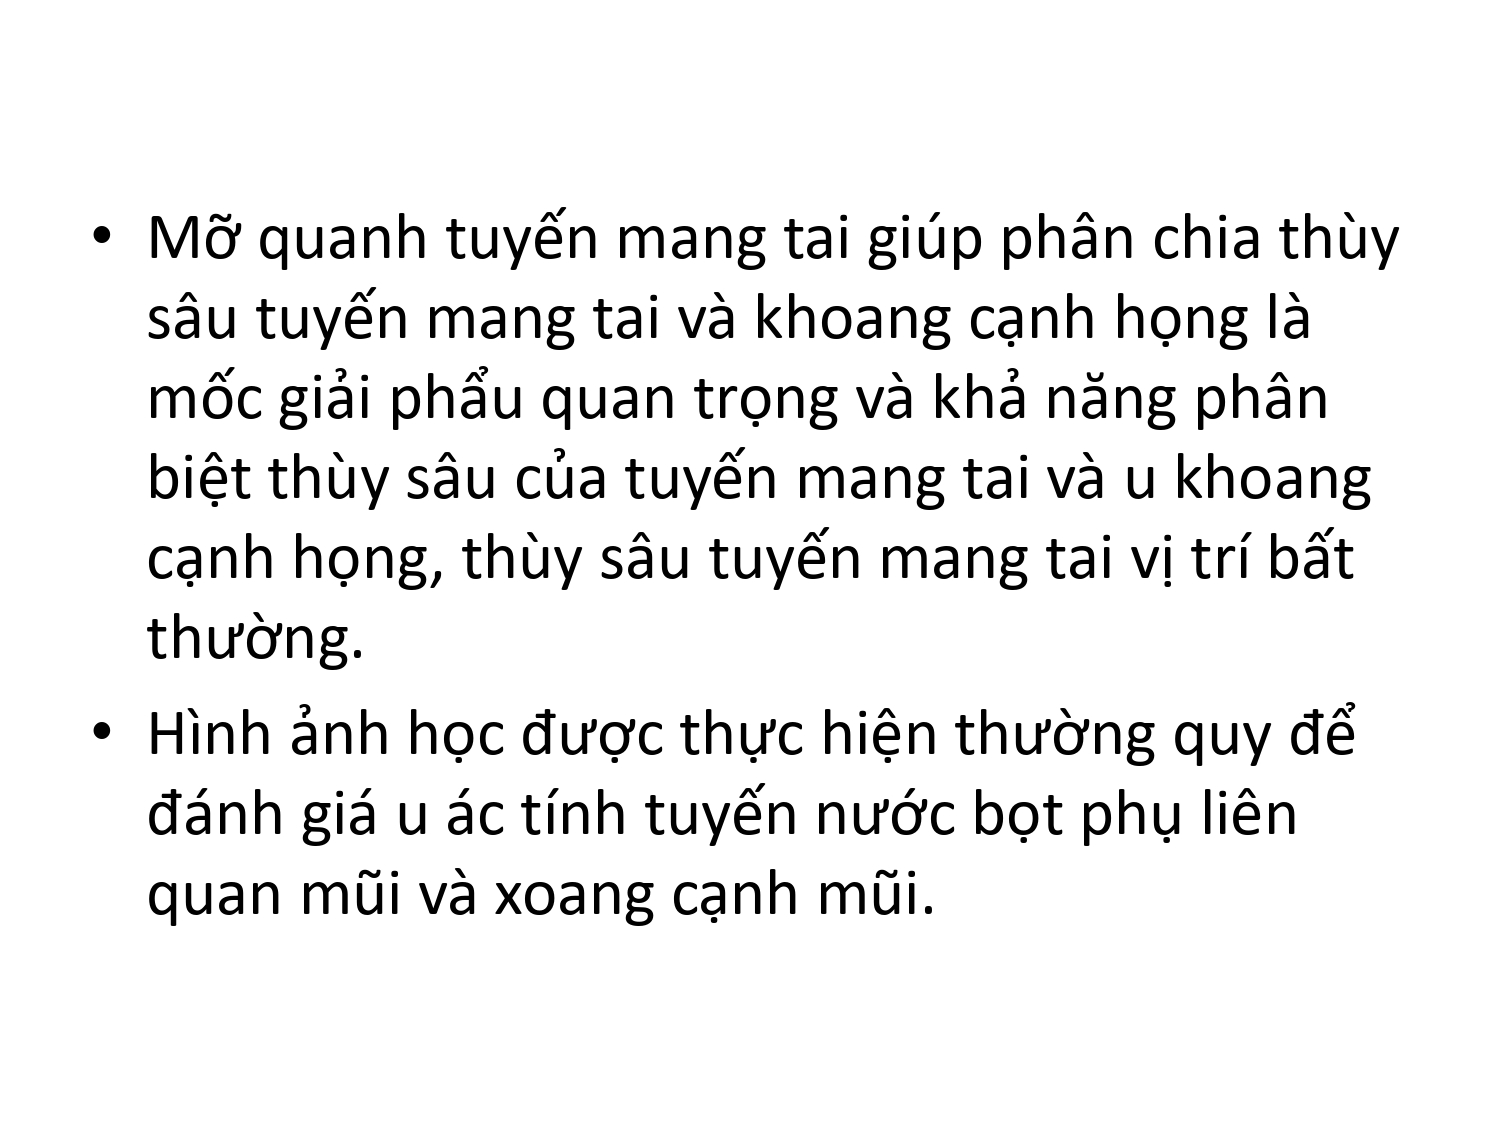 • Mỡ quanh tuyến mang tai giúp phân chia thùy
sâu tuyến mang tai và khoang cạnh họng là
mốc giải phẩu quan trọng và khả năng phân
biệt thùy sâu của tuyến mang tai và u khoang
cạnh họng, thùy sâu tuyến mang tai vị trí bất
thường.
• Hình ảnh học được thực hiện thường quy để
đánh giá u ác tính tuyến nước bọt phụ liên
quan mũi và xoang cạnh mũi.